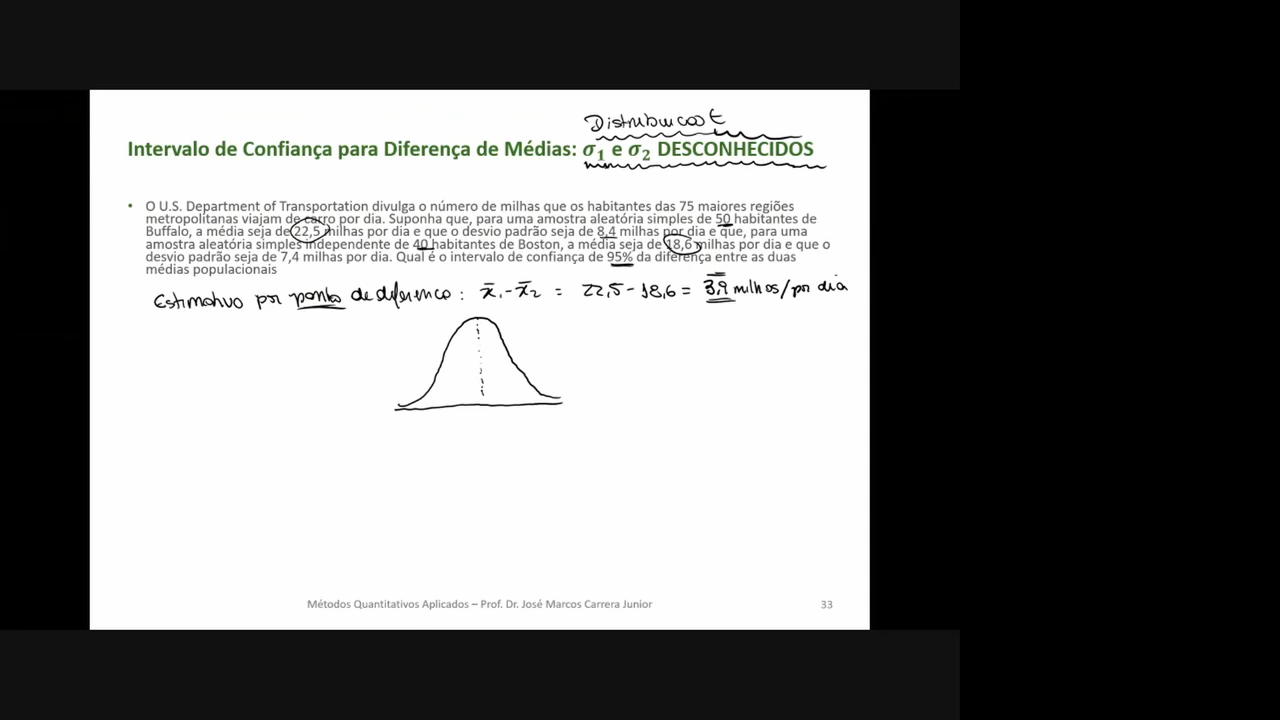 Distribucao t
Intervalo de Confiança para Diferença de Médias: σ1 e σ2 DESCONHECIDOS
• O U.S. Department of Transportation divulga o número de milhas que os habitantes das 75 maiores regiões
metropolitanas viajam de carro por dia. Suponha que, para uma amostra aleatória simples de 50 habitantes de
Buffalo, a média seja de 22,5 milhas por dia e que o desvio padrão seja de 8,4 milhas por dia e que, para uma
amostra aleatória simples independente de 40 habitantes de Boston, a média seja de 18,6 milhas por dia e que o
desvio padrão seja de 7,4 milhas por dia. Qual é o intervalo de confiança de 95% da diferença entre as duas
médias populacionais
Estimativo por ponto de diferenco : x̄1 - x̄2 = 22,5 - 18,6 = 3,9 milhos/por dia
Métodos Quantitativos Aplicados – Prof. Dr. José Marcos Carrera Junior
33